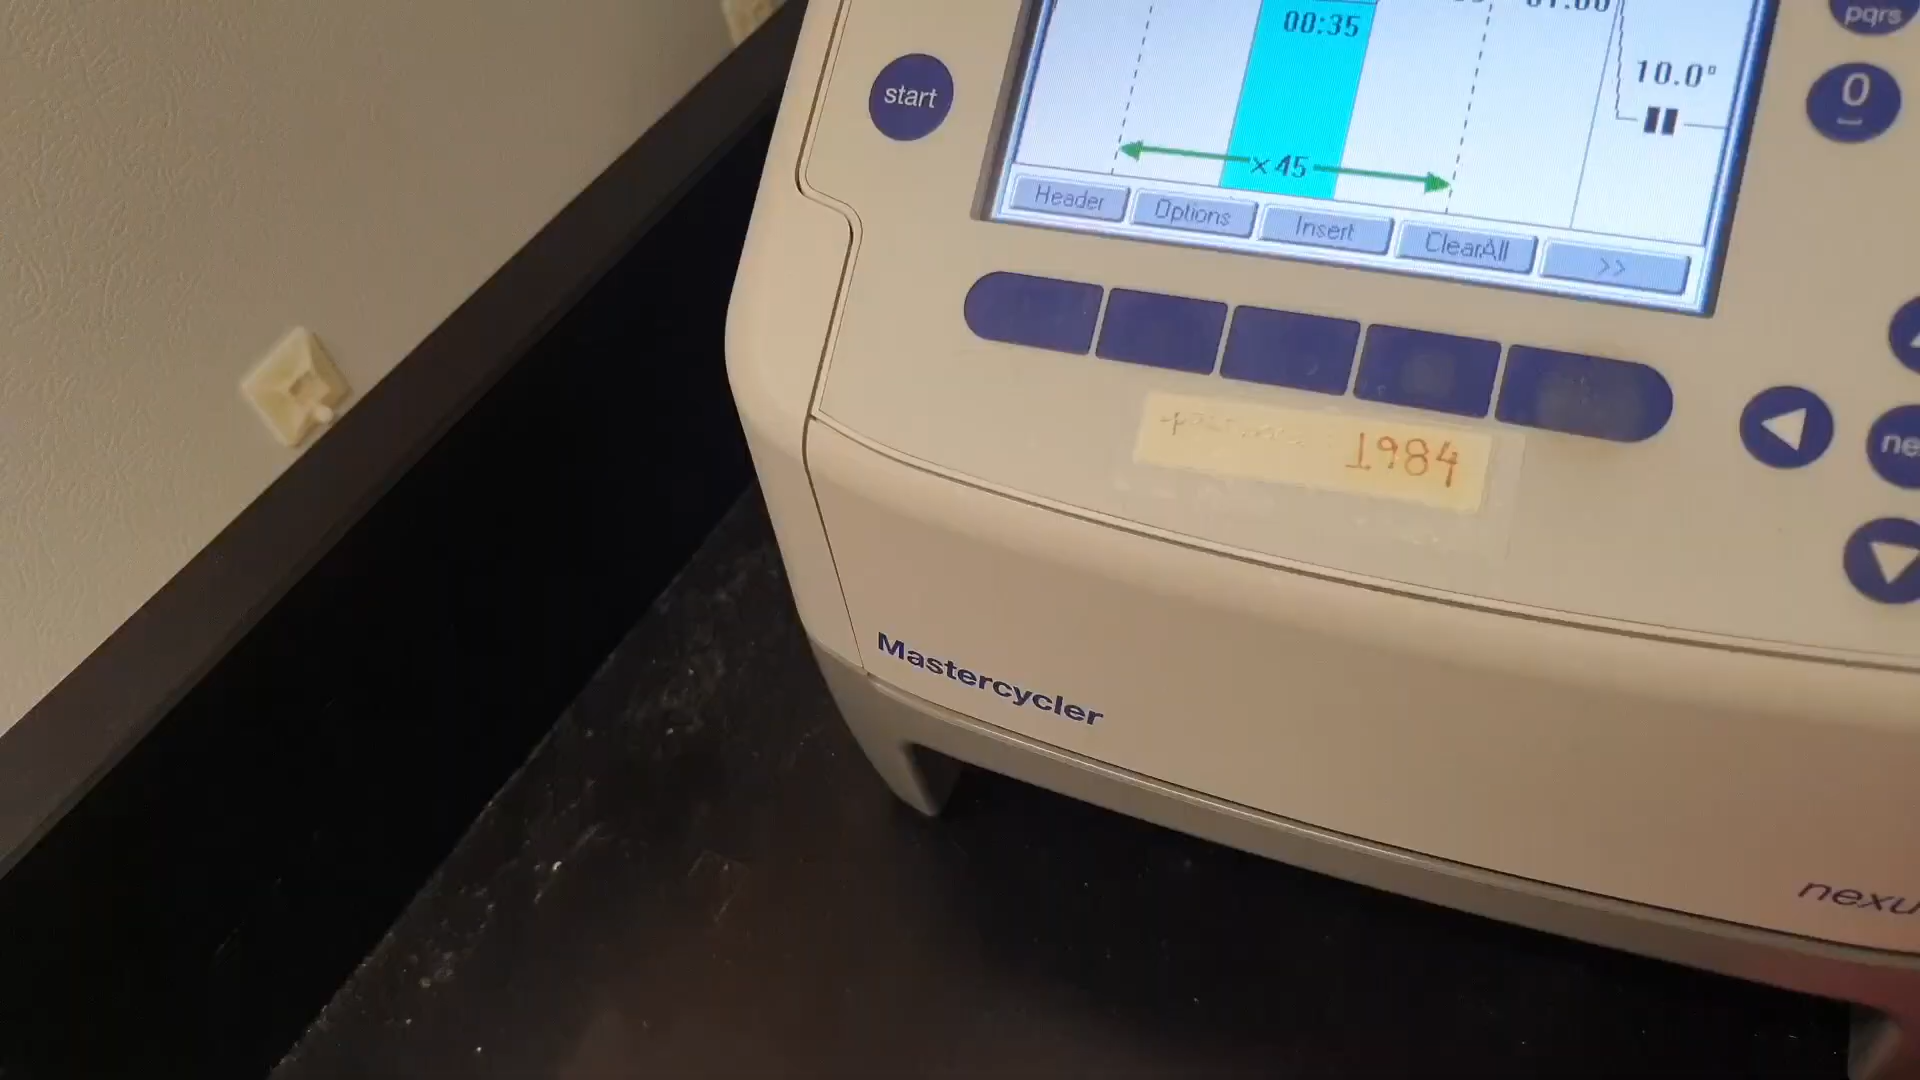 pqrs
00:35
10.0°
start
0
×45
Header Options Insert ClearAll >>
1984
Mastercycler